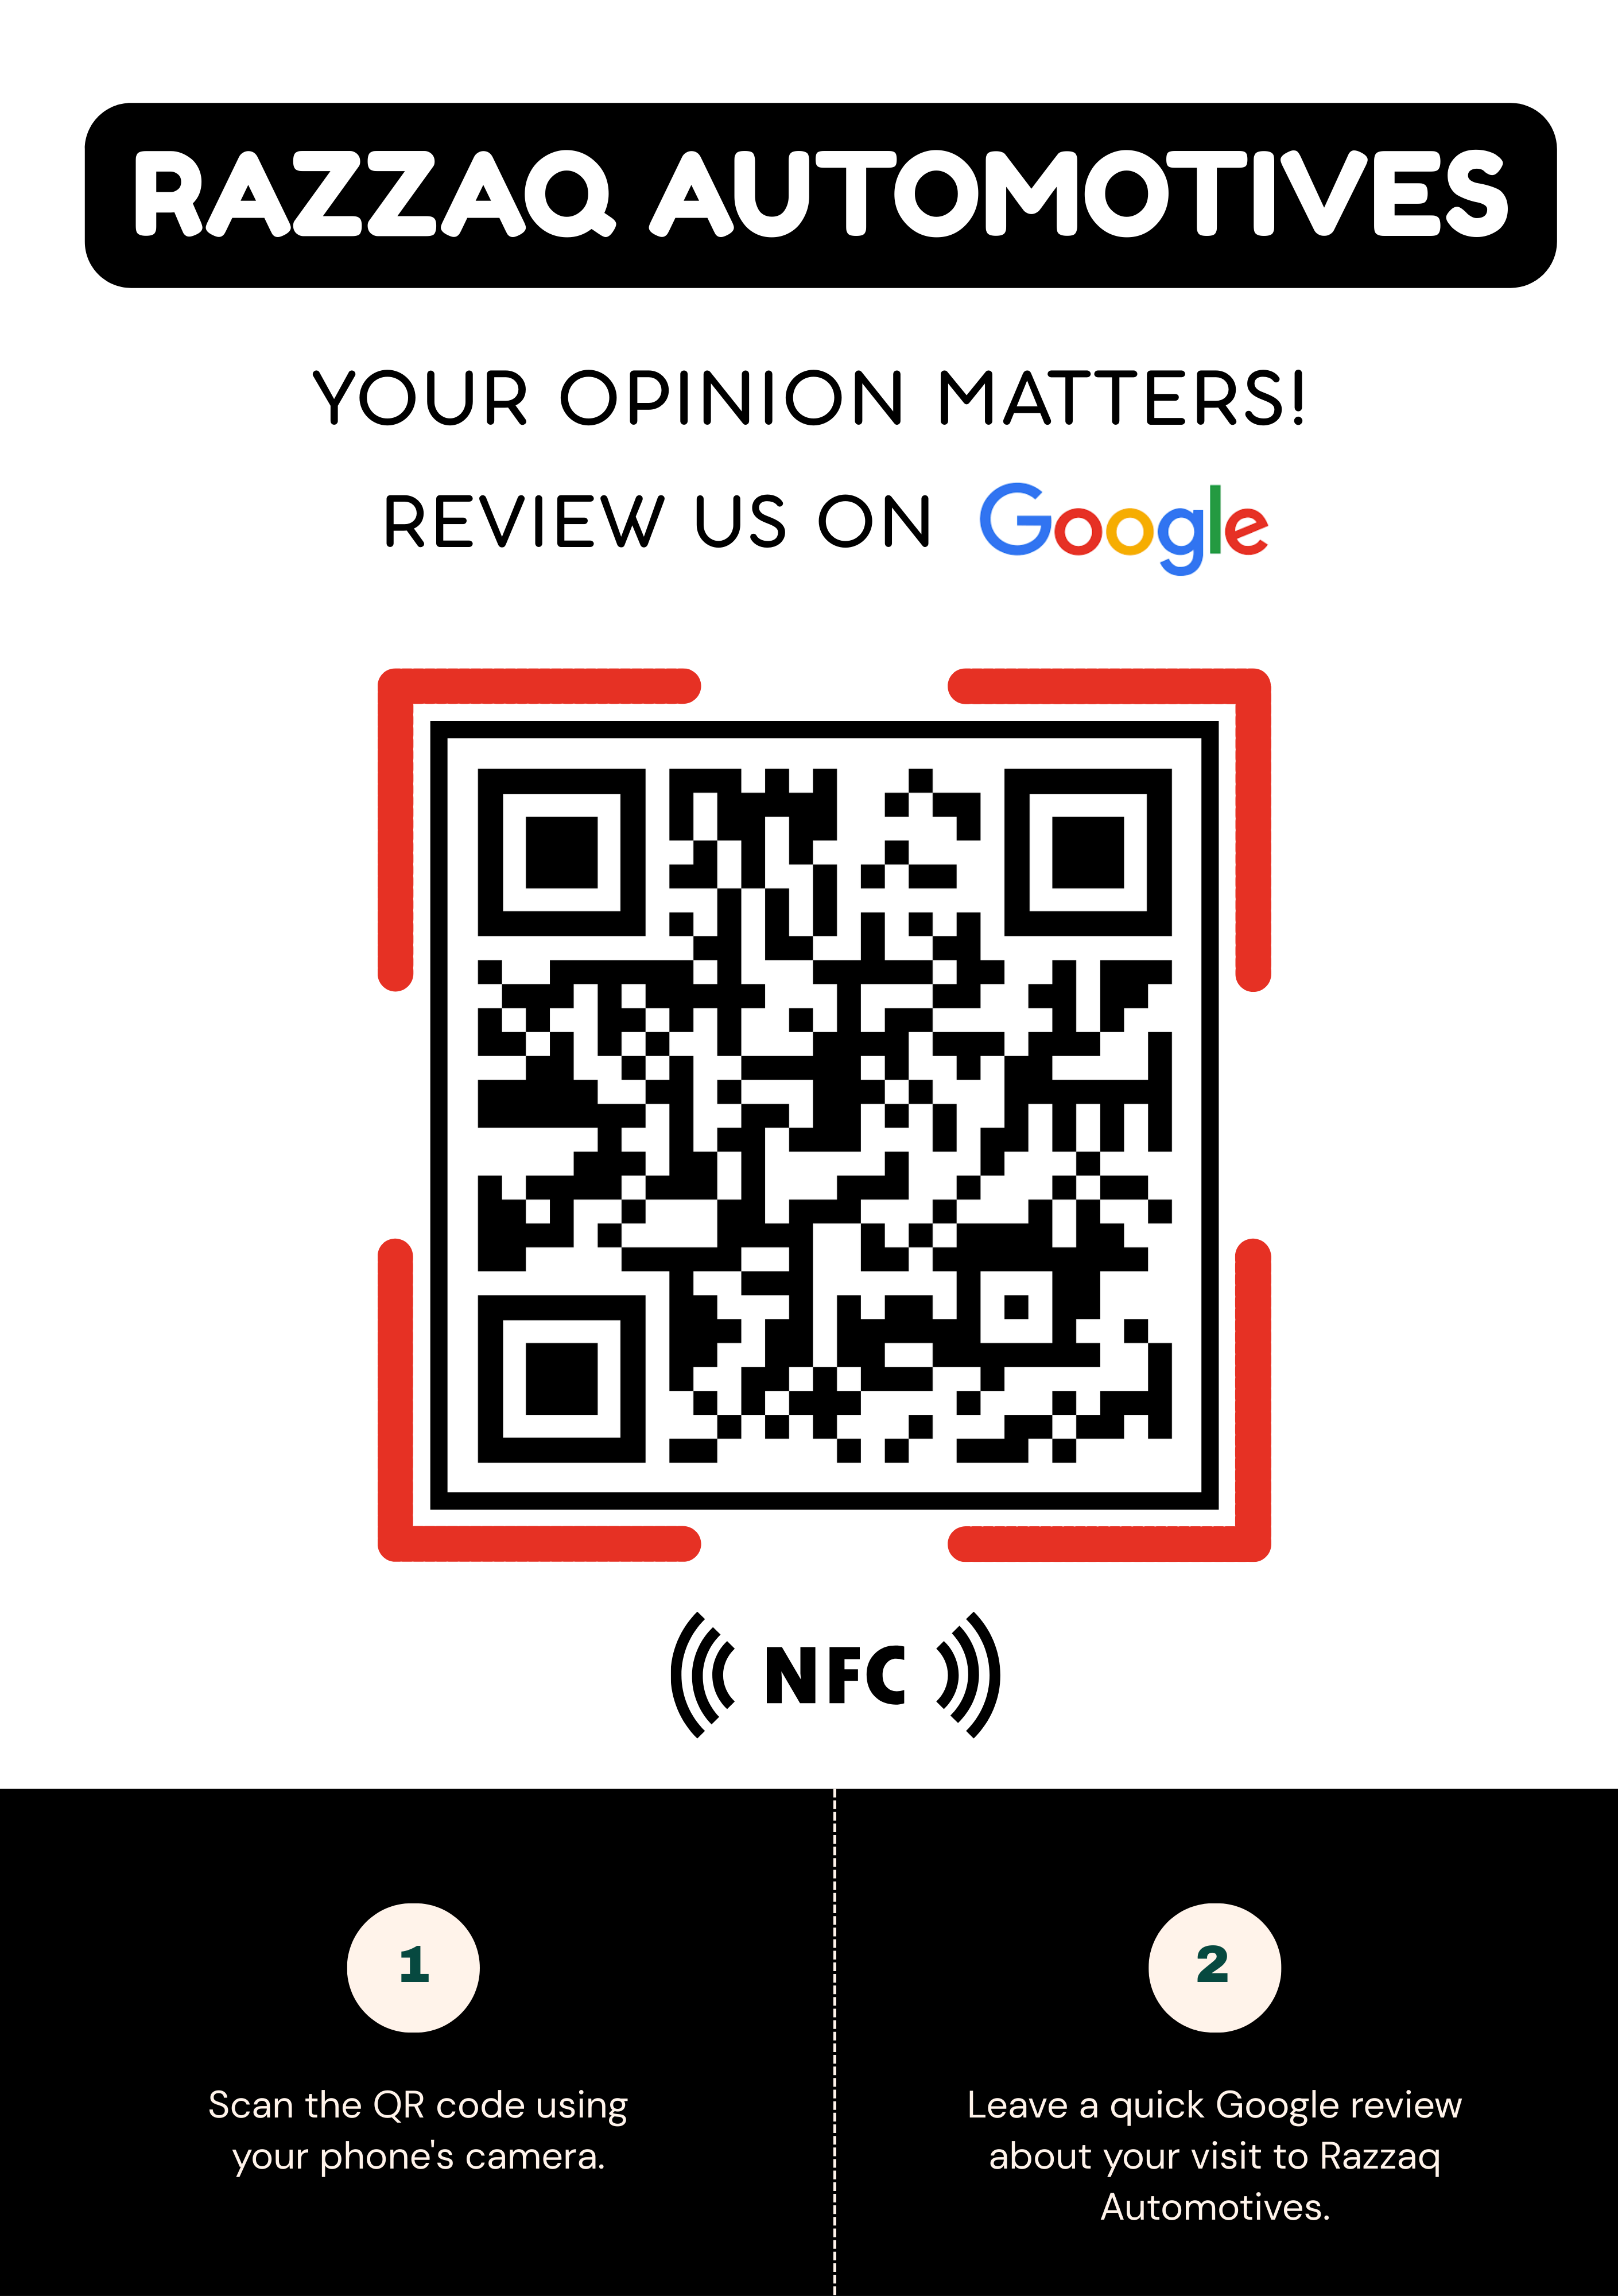 RAZZAQ AUTOMOTIVES
YOUR OPINION MATTERS!
REVIEW US ON Google
NFC
1
Scan the QR code using
your phone's camera.
2
Leave a quick Google review
about your visit to Razzaq
Automotives.